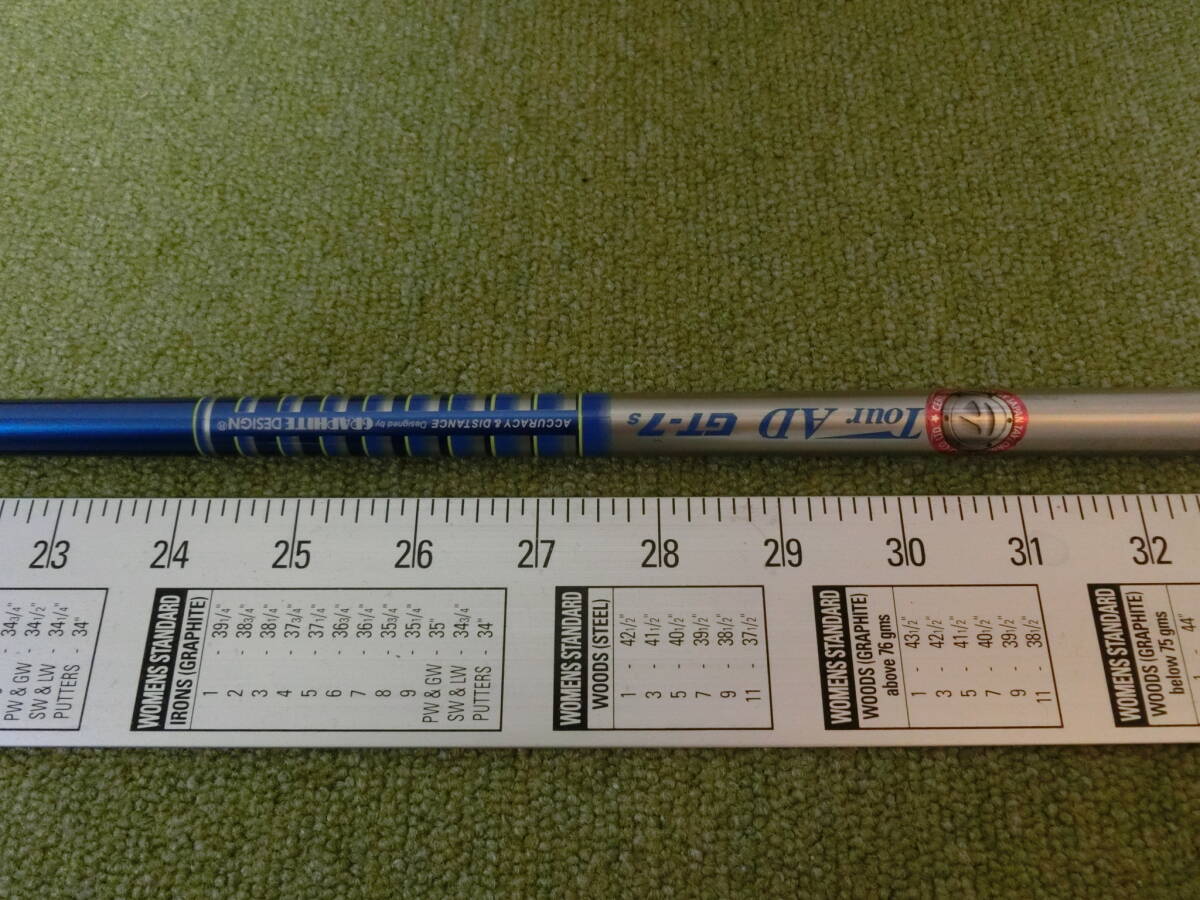 Tour AD GT-7s
ACCURACY & DISTANCE Designed by GRAPHITE DESIGN®
23 24 25 26 27 28 29 30 31 32
34 3/4"
PW & GW - 34 3/4"
SW & LW - 34 1/2"
PUTTERS - 34"
WOMENS STANDARD
IRONS (GRAPHITE)
1 - 39 1/4"
2 - 38 3/4"
3 - 38 1/4"
4 - 37 3/4"
5 - 37 1/4"
6 - 36 3/4"
7 - 36 1/4"
8 - 35 3/4"
9 - 35 1/4"
PW & GW - 35"
SW & LW - 34 3/4"
PUTTERS - 34"
WOMENS STANDARD
WOODS (STEEL)
1 - 42 1/2"
3 - 41 1/2"
5 - 40 1/2"
7 - 39 1/2"
9 - 38 1/2"
11 - 37 1/2"
WOMENS STANDARD
WOODS (GRAPHITE)
above 76 gms
1 - 43 1/2"
3 - 42 1/2"
5 - 41 1/2"
7 - 40 1/2"
9 - 39 1/2"
11 - 38 1/2"
WOMENS STANDARD
WOODS (GRAPHITE)
below 75 gms
1 - 44"